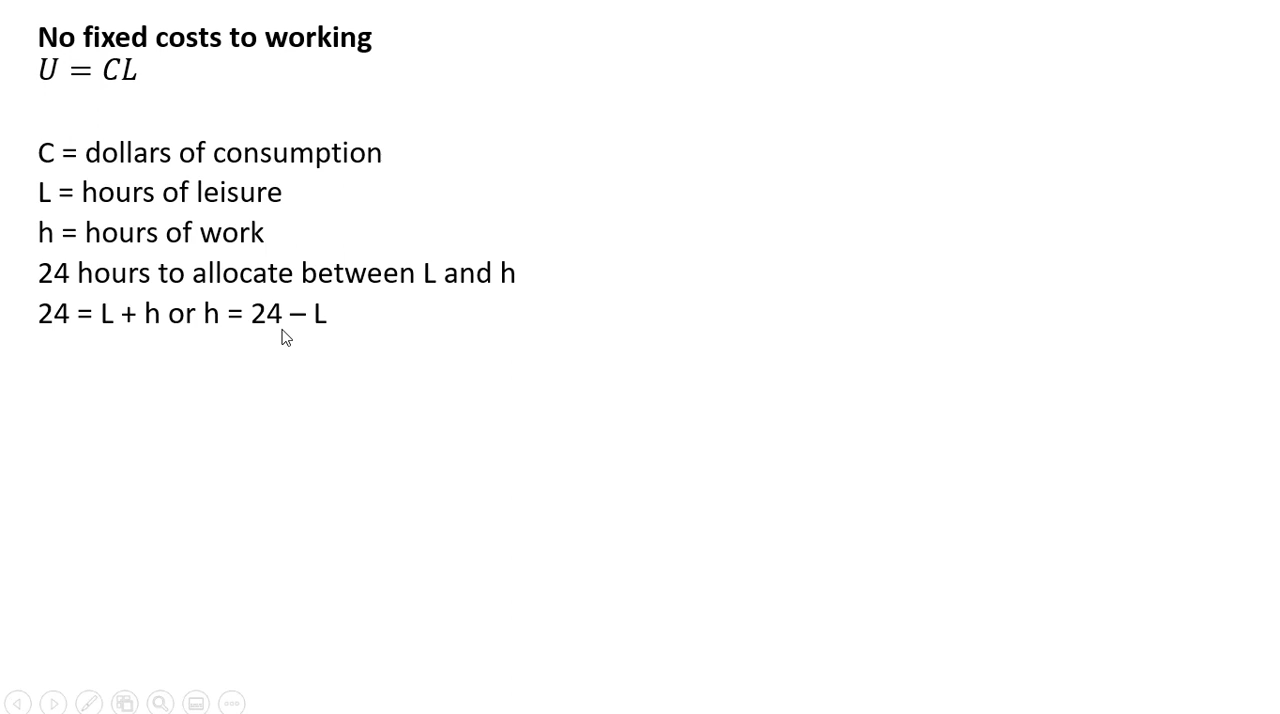 No fixed costs to working
U = CL
C = dollars of consumption
L = hours of leisure
h = hours of work
24 hours to allocate between L and h
24 = L + h or h = 24 – L